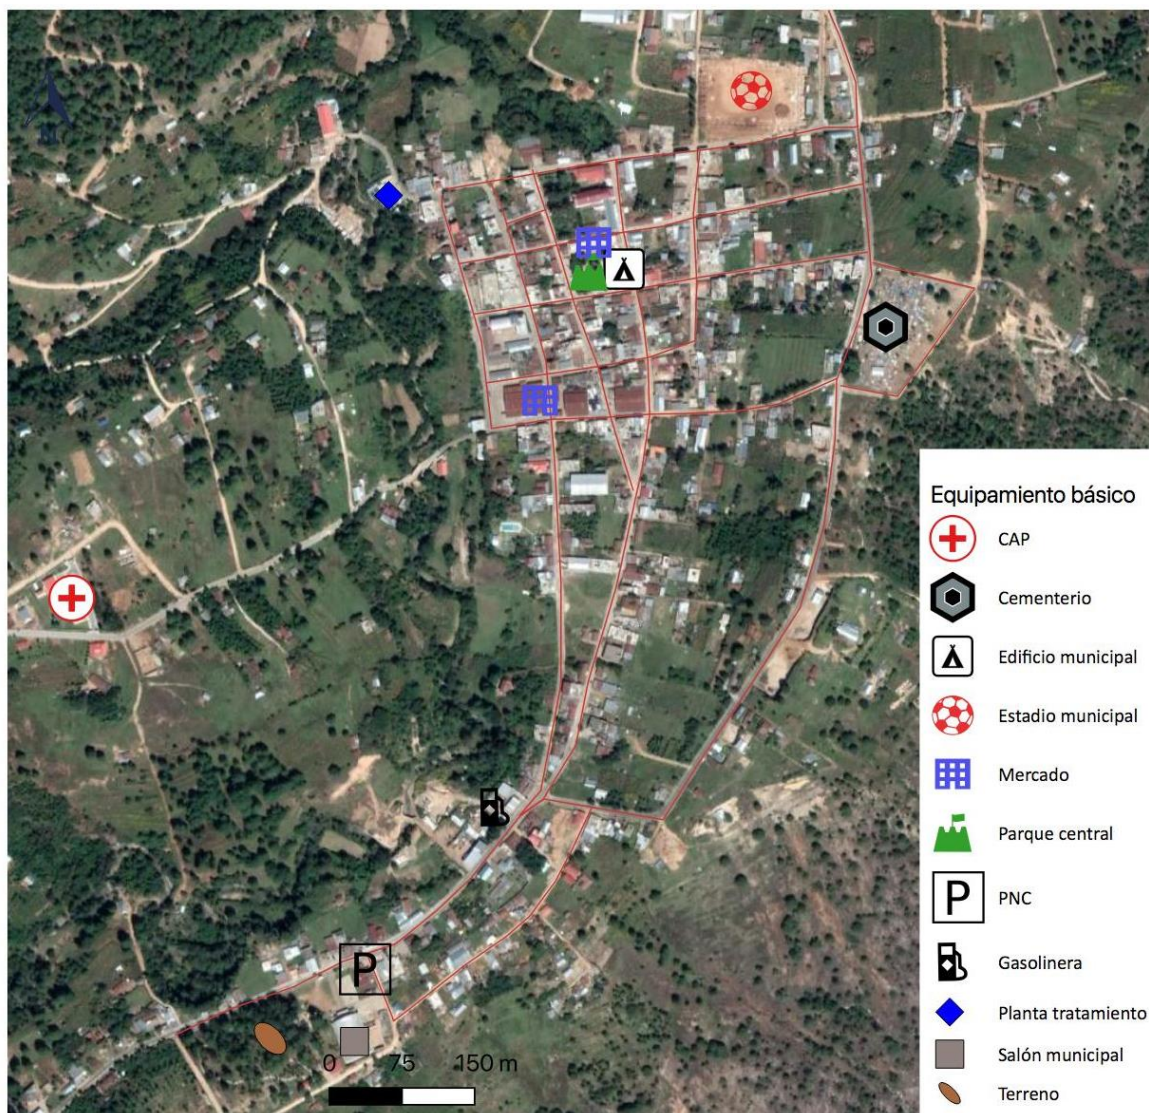 Equipamiento básico
CAP
Cementerio
Edificio municipal
Estadio municipal
Mercado
Parque central
P PNC
Gasolinera
Planta tratamiento
Salón municipal
Terreno
P
0 75 150 m